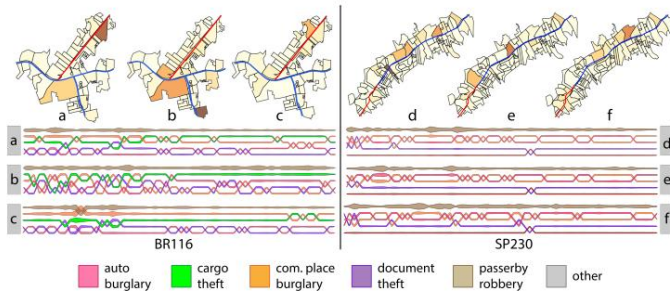 a b c d e f
a d
b e
c f
BR116 SP230
auto burglary
cargo theft
com. place burglary
document theft
passerby robbery
other